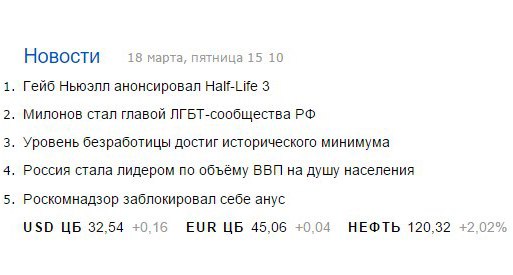 Новости 18 марта, пятница 15 10
1. Гейб Ньюэлл анонсировал Half-Life 3
2. Милонов стал главой ЛГБТ-сообщества РФ
3. Уровень безработицы достиг исторического минимума
4. Россия стала лидером по объёму ВВП на душу населения
5. Роскомнадзор заблокировал себе анус
USD ЦБ 32,54 +0,16 EUR ЦБ 45,06 +0,04 НЕФТЬ 120,32 +2,02%